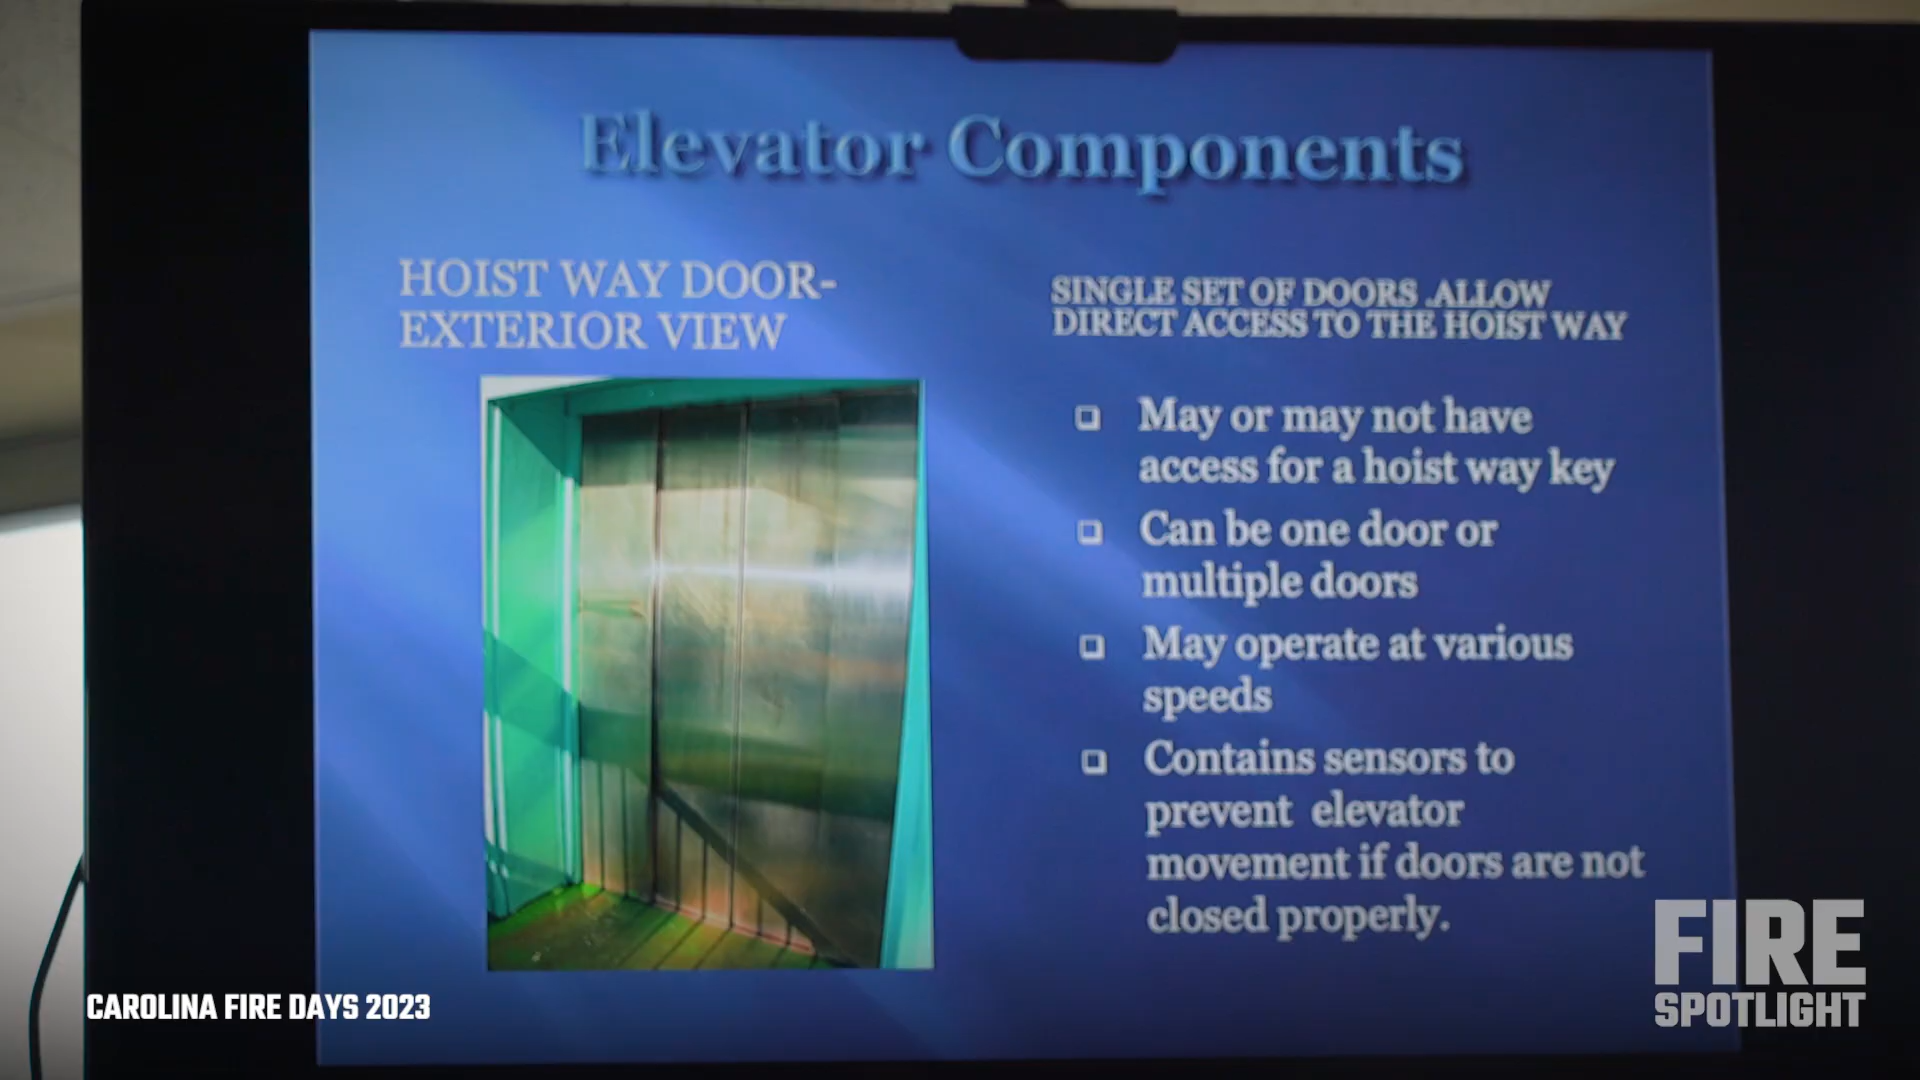 Elevator Components
HOIST WAY DOOR-
EXTERIOR VIEW
SINGLE SET OF DOORS .ALLOW
DIRECT ACCESS TO THE HOIST WAY
❑ May or may not have
access for a hoist way key
❑ Can be one door or
multiple doors
❑ May operate at various
speeds
❑ Contains sensors to
prevent elevator
movement if doors are not
closed properly.
CAROLINA FIRE DAYS 2023
FIRE
SPOTLIGHT